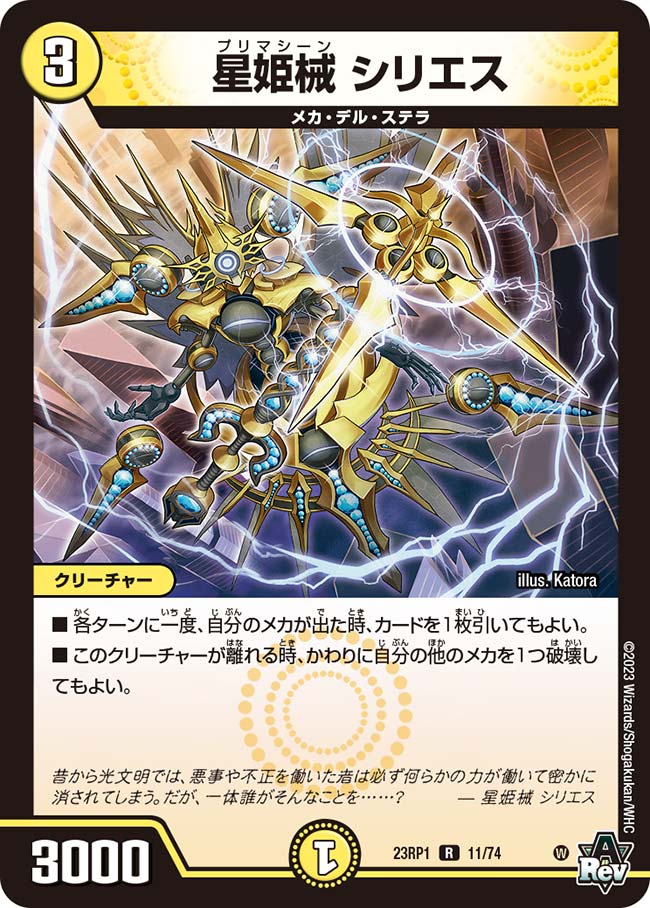 3
プリマシーン
星姫械 シリエス
メカ・デル・ステラ
クリーチャー
illus. Katora
■ 各ターンに一度、自分のメカが出た時、カードを1枚引いてもよい。
■ このクリーチャーが離れる時、かわりに自分の他のメカを1つ破壊し
てもよい。
昔から光文明では、悪事や不正を働いた者は必ず何らかの力が働いて密かに
消されてしまう。だが、一体誰がそんなことを……? ― 星姫械 シリエス
©2023 Wizards/Shogakukan/WHC
3000
1
23RP1 R 11/74
W
A
Rev